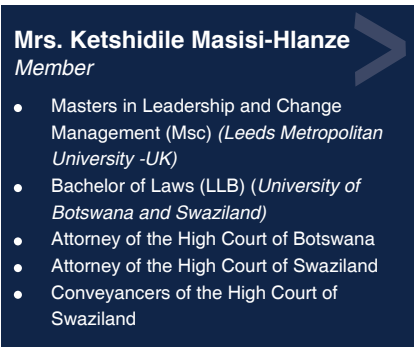 Mrs. Ketshidile Masisi-Hlanze
Member
• Masters in Leadership and Change
Management (Msc) (Leeds Metropolitan
University -UK)
• Bachelor of Laws (LLB) (University of
Botswana and Swaziland)
• Attorney of the High Court of Botswana
• Attorney of the High Court of Swaziland
• Conveyancers of the High Court of
Swaziland